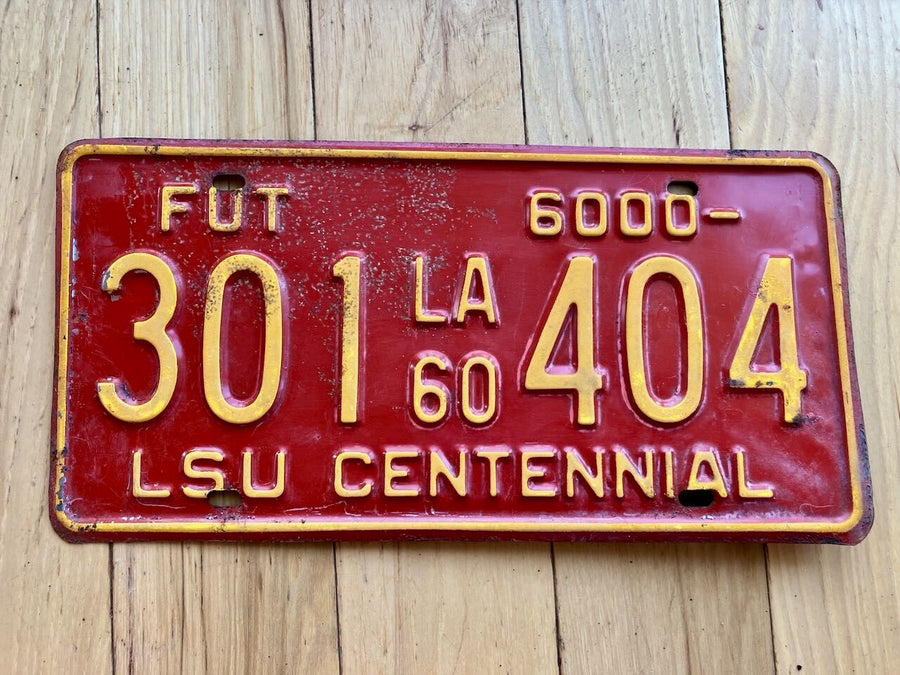 FUT 6000-
301 LA 60 404
LSU CENTENNIAL